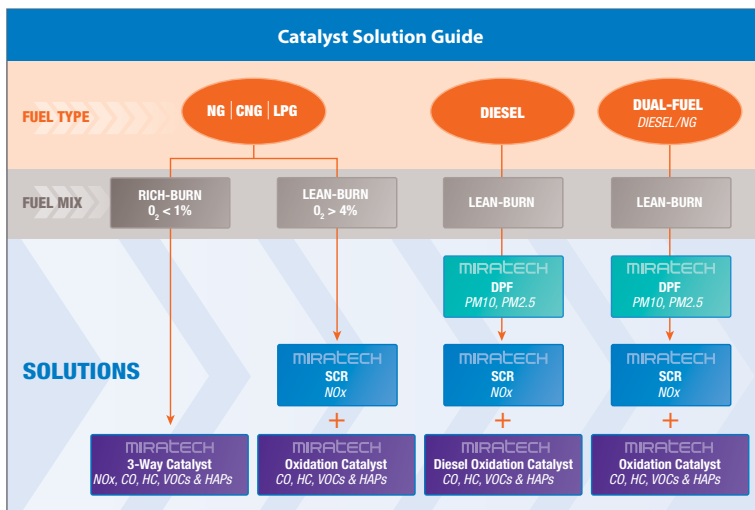 Catalyst Solution Guide
FUEL TYPE
NG | CNG | LPG
DIESEL
DUAL-FUEL
DIESEL/NG
FUEL MIX
RICH-BURN
O₂ < 1%
LEAN-BURN
O₂ > 4%
LEAN-BURN
LEAN-BURN
MIRATECH
DPF
PM10, PM2.5
MIRATECH
DPF
PM10, PM2.5
SOLUTIONS
MIRATECH
SCR
NOx
MIRATECH
SCR
NOx
MIRATECH
SCR
NOx
+
+
+
MIRATECH
3-Way Catalyst
NOx, CO, HC, VOCs & HAPs
MIRATECH
Oxidation Catalyst
CO, HC, VOCs & HAPs
MIRATECH
Diesel Oxidation Catalyst
CO, HC, VOCs & HAPs
MIRATECH
Oxidation Catalyst
CO, HC, VOCs & HAPs